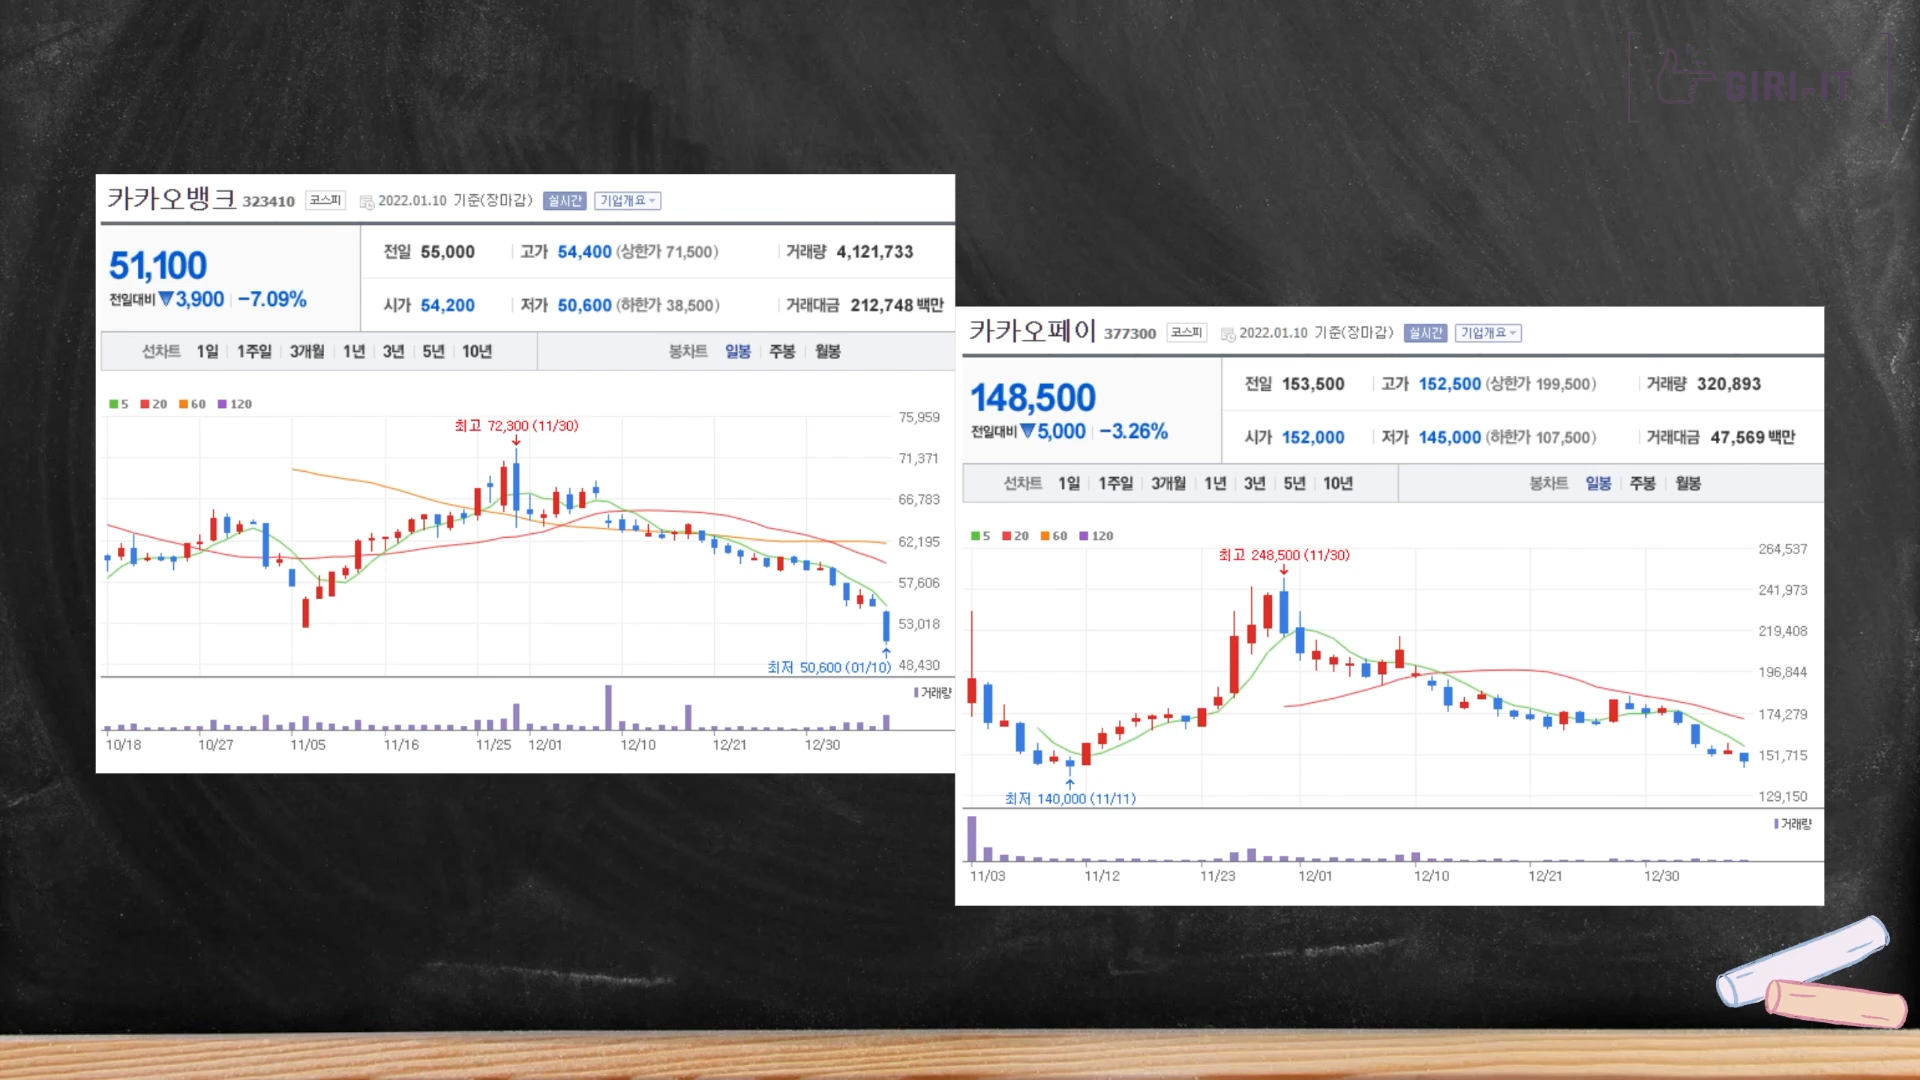 GIRI-IT
카카오뱅크 323410 코스피 2022.01.10 기준(장마감) 실시간 기업개요
51,100
전일대비 ▼3,900 -7.09%
전일 55,000 고가 54,400 (상한가 71,500) 거래량 4,121,733
시가 54,200 저가 50,600 (하한가 38,500) 거래대금 212,748 백만
선차트 1일 1주일 3개월 1년 3년 5년 10년 봉차트 일봉 주봉 월봉
5 20 60 120
최고 72,300 (11/30)
75,959
71,371
66,783
62,195
57,606
53,018
48,430
최저 50,600 (01/10)
거래량
10/18 10/27 11/05 11/16 11/25 12/01 12/10 12/21 12/30
카카오페이 377300 코스피 2022.01.10 기준(장마감) 실시간 기업개요
148,500
전일대비 ▼5,000 -3.26%
전일 153,500 고가 152,500 (상한가 199,500) 거래량 320,893
시가 152,000 저가 145,000 (하한가 107,500) 거래대금 47,569 백만
선차트 1일 1주일 3개월 1년 3년 5년 10년 봉차트 일봉 주봉 월봉
5 20 60 120
최고 248,500 (11/30)
264,537
241,973
219,408
196,844
174,279
151,715
129,150
최저 140,000 (11/11)
거래량
11/03 11/12 11/23 12/01 12/10 12/21 12/30